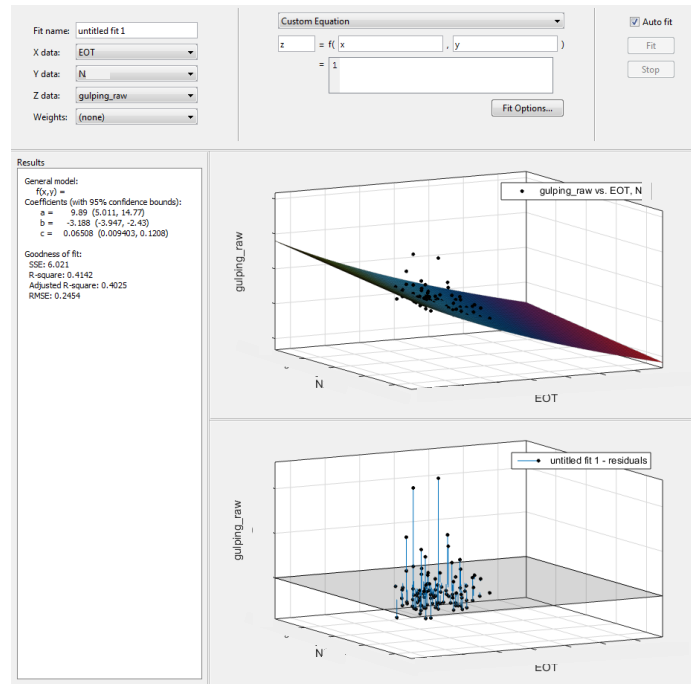 Fit name: untitled fit 1
X data: EOT
Y data: N
Z data: gulping_raw
Weights: (none)
Custom Equation
z = f( x , y )
= 1
Fit Options...
Auto fit
Fit
Stop
Results
General model:
f(x,y) =
Coefficients (with 95% confidence bounds):
a = 9.89 (5.011, 14.77)
b = -3.188 (-3.947, -2.43)
c = 0.06508 (0.009403, 0.1208)
Goodness of fit:
SSE: 6.021
R-square: 0.4142
Adjusted R-square: 0.4025
RMSE: 0.2454
gulping_raw vs. EOT, N
gulping_raw
N
EOT
untitled fit 1 - residuals
gulping_raw
N
EOT